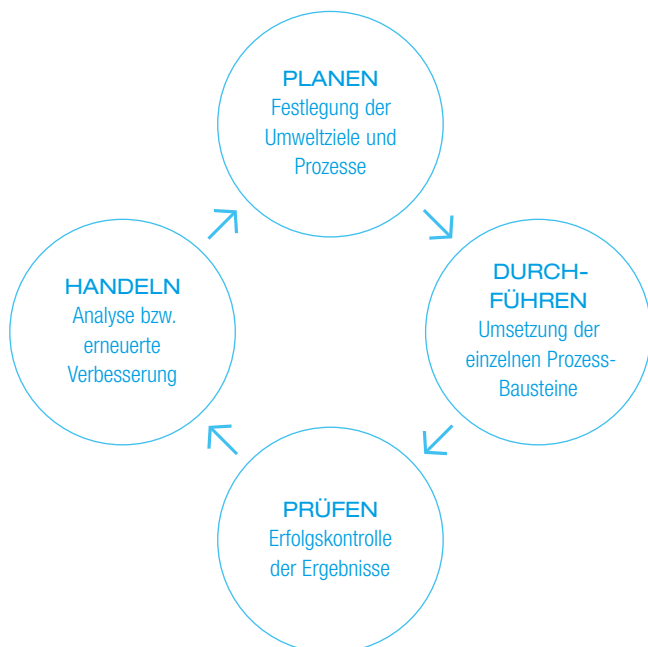 PLANEN
Festlegung der
Umweltziele und
Prozesse
DURCH-
FÜHREN
Umsetzung der
einzelnen Prozess-
Bausteine
PRÜFEN
Erfolgskontrolle
der Ergebnisse
HANDELN
Analyse bzw.
erneuerte
Verbesserung